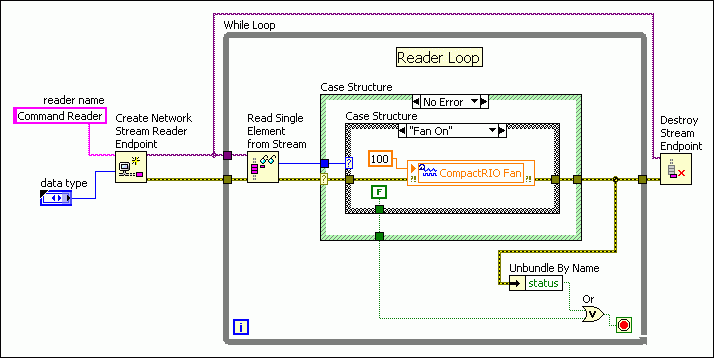 While Loop
Reader Loop
Case Structure
No Error
reader name
Command Reader
Create Network
Stream Reader
Endpoint
Read Single
Element
from Stream
Case Structure
"Fan On"
Destroy
Stream
Endpoint
100
CompactRIO Fan
?!
?!
?
?
data type
F
Unbundle By Name
status
Or
V
i